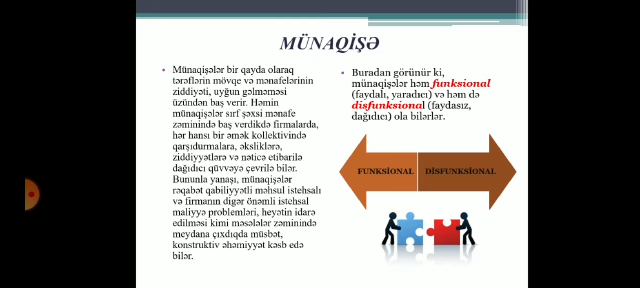 MÜNAQİŞƏ
• Münaqişələr bir qayda olaraq
tərəflərin mövqe və mənafelərinin
ziddiyəti, uyğun gəlməməsi
üzündən baş verir. Həmin
münaqişələr sırf şəxsi mənafe
zəminində baş verdikdə firmalarda,
hər hansı bir əmək kollektivində
qarşıdurmalara, əksliklərə,
ziddiyyətlərə və nəticə etibarilə
dağıdıcı qüvvəyə çevrilə bilər.
Bununla yanaşı, münaqişələr
rəqabət qabiliyyətli məhsul istehsalı
və firmanın digər önəmli istehsal
maliyyə problemləri, heyətin idarə
edilməsi kimi məsələlər zəminində
meydana çıxdıqda müsbət,
konstruktiv əhəmiyyət kəsb edə
bilər.
• Buradan görünür ki,
münaqişələr həm funksional
(faydalı, yaradıcı) və həm də
disfunksional (faydasız,
dağıdıcı) ola bilərlər.
FUNKSİONAL
DİSFUNKSİONAL